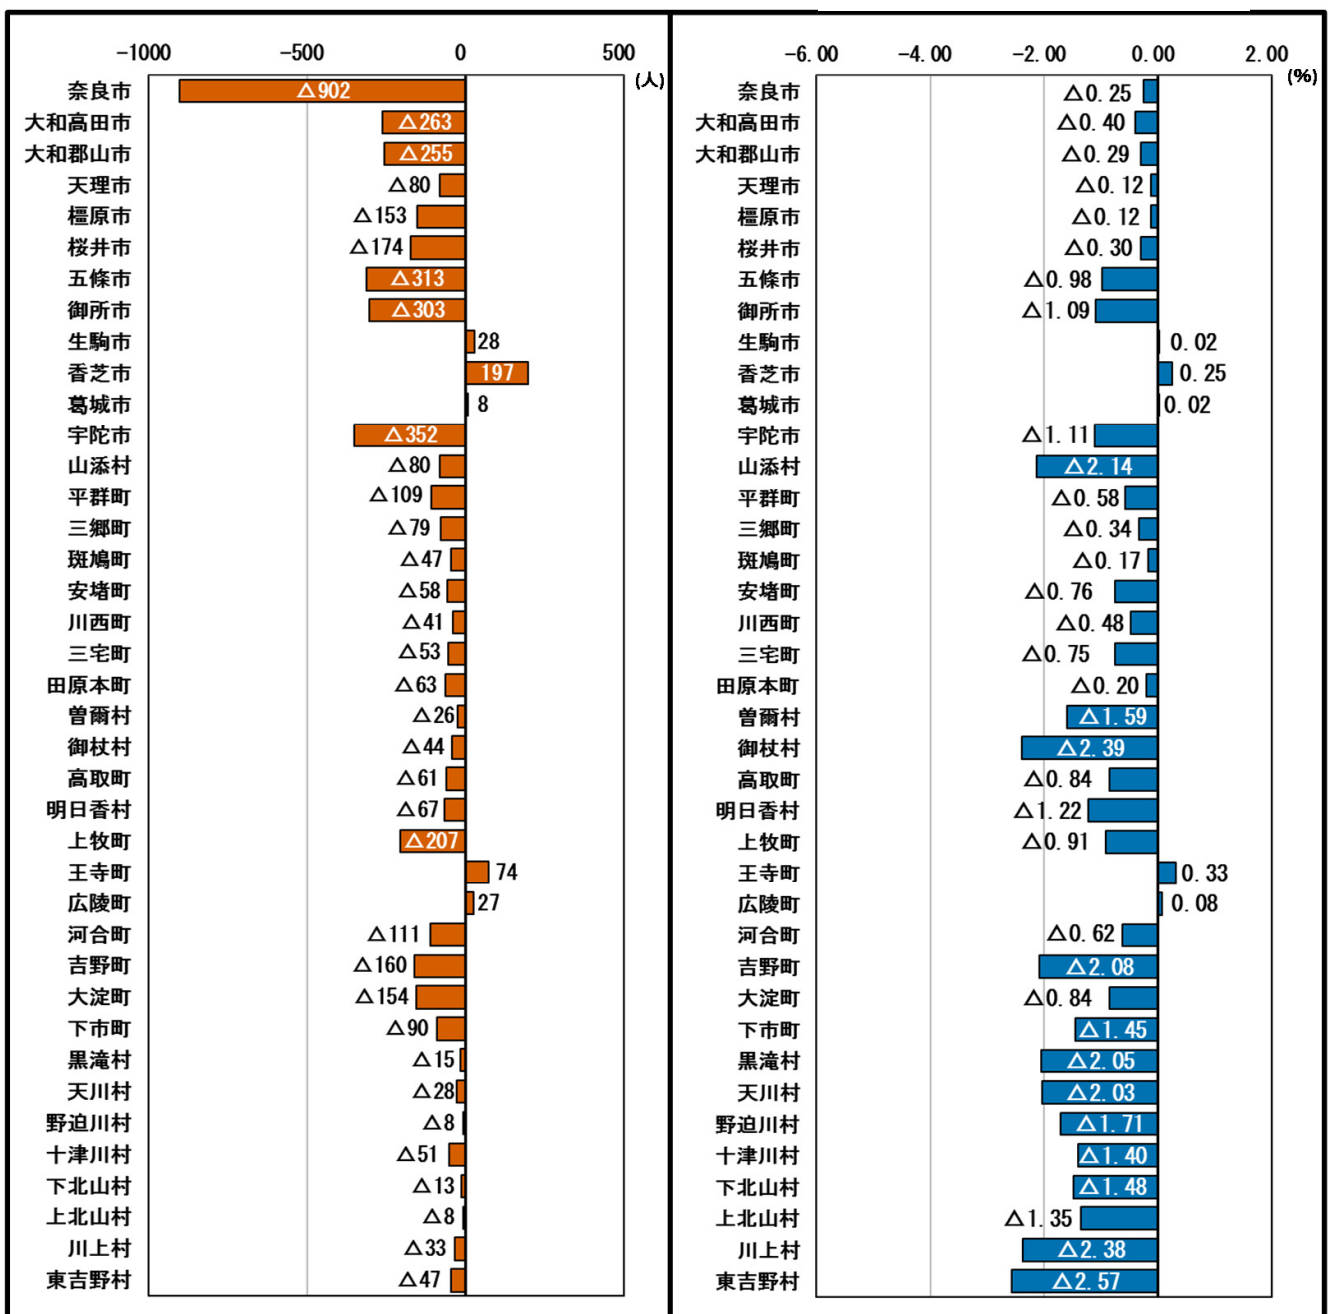 -1000 -500 0 500
(人)
奈良市 △902
大和高田市 △263
大和郡山市 △255
天理市 △80
橿原市 △153
桜井市 △174
五條市 △313
御所市 △303
生駒市 28
香芝市 197
葛城市 8
宇陀市 △352
山添村 △80
平群町 △109
三郷町 △79
斑鳩町 △47
安堵町 △58
川西町 △41
三宅町 △53
田原本町 △63
曽爾村 △26
御杖村 △44
高取町 △61
明日香村 △67
上牧町 △207
王寺町 74
広陵町 27
河合町 △111
吉野町 △160
大淀町 △154
下市町 △90
黒滝村 △15
天川村 △28
野迫川村 △8
十津川村 △51
下北山村 △13
上北山村 △8
川上村 △33
東吉野村 △47
-6.00 -4.00 -2.00 0.00 2.00
(%)
奈良市 △0.25
大和高田市 △0.40
大和郡山市 △0.29
天理市 △0.12
橿原市 △0.12
桜井市 △0.30
五條市 △0.98
御所市 △1.09
生駒市 0.02
香芝市 0.25
葛城市 0.02
宇陀市 △1.11
山添村 △2.14
平群町 △0.58
三郷町 △0.34
斑鳩町 △0.17
安堵町 △0.76
川西町 △0.48
三宅町 △0.75
田原本町 △0.20
曽爾村 △1.59
御杖村 △2.39
高取町 △0.84
明日香村 △1.22
上牧町 △0.91
王寺町 0.33
広陵町 0.08
河合町 △0.62
吉野町 △2.08
大淀町 △0.84
下市町 △1.45
黒滝村 △2.05
天川村 △2.03
野迫川村 △1.71
十津川村 △1.40
下北山村 △1.48
上北山村 △1.35
川上村 △2.38
東吉野村 △2.57